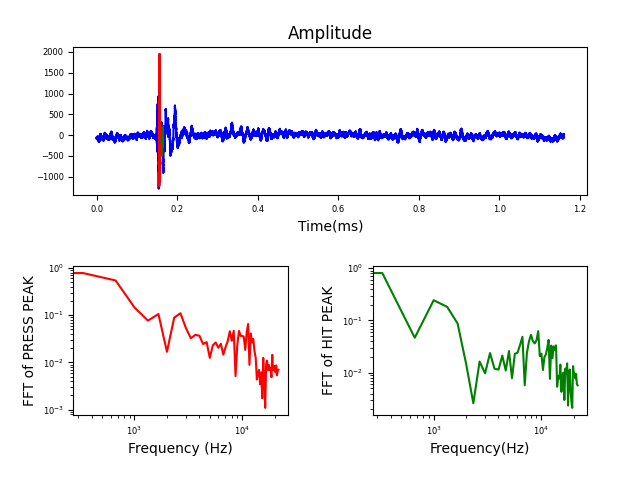 Amplitude
2000
1500
1000
500
0
−500
−1000
0.0 0.2 0.4 0.6 0.8 1.0 1.2
Time(ms)
FFT of PRESS PEAK
10⁰
10⁻¹
10⁻²
10⁻³
10³ 10⁴
Frequency (Hz)
FFT of HIT PEAK
10⁰
10⁻¹
10⁻²
10³ 10⁴
Frequency(Hz)